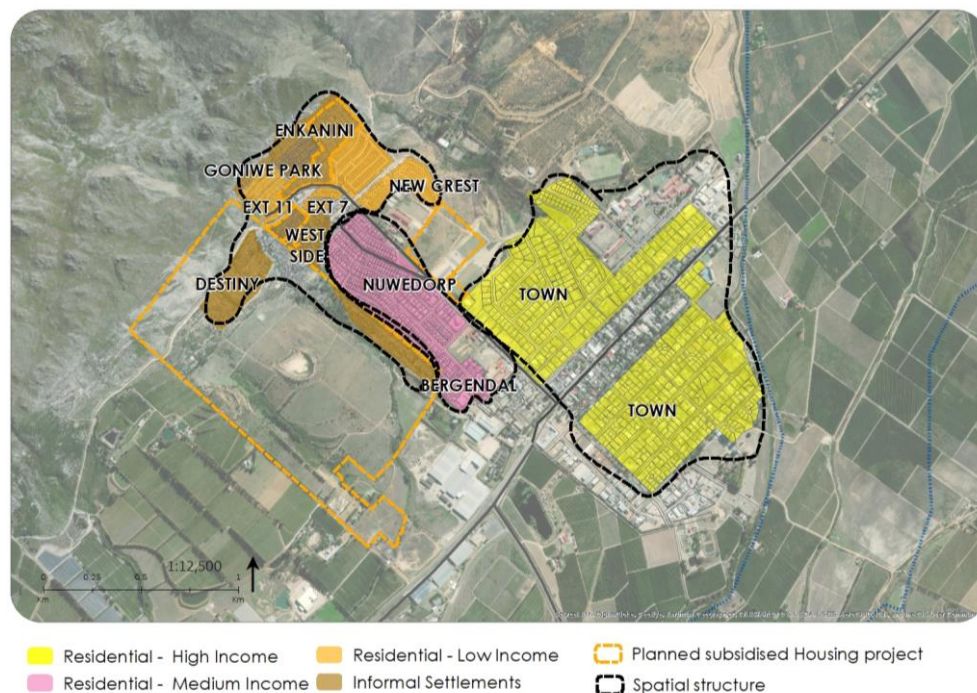 ENKANINI
GONIWE PARK
NEW CREST
EXT 11 EXT 7
WEST
SIDE
DESTINY
NUWEDORP
TOWN
BERGENDAL
TOWN
1:12,500
0 0.25 0.5 1
Km Km
Residential - High Income
Residential - Low Income
Planned subsidised Housing project
Residential - Medium Income
Informal Settlements
Spatial structure